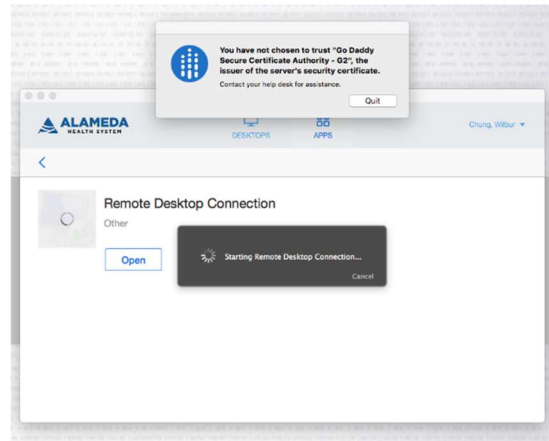 You have not chosen to trust "Go Daddy
Secure Certificate Authority - G2", the
issuer of the server's security certificate.
Contact your help desk for assistance.
Quit
ALAMEDA
HEALTH SYSTEM
DESKTOPS
APPS
Chung, Wilbur
Remote Desktop Connection
Other
Open
Starting Remote Desktop Connection...
Cancel